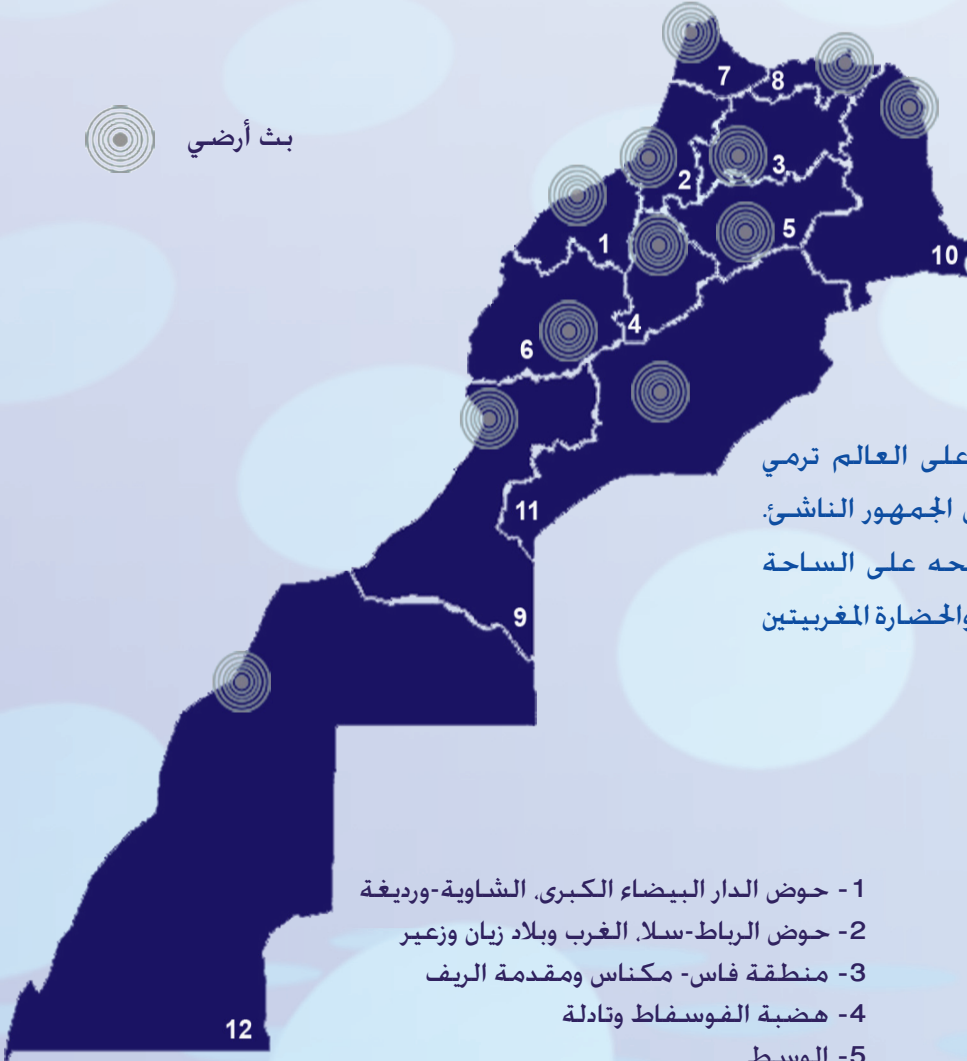 بث أرضي
7
8
3
2
5
1
10
4
6
على العالم ترمي
الجمهور الناشئ.
11
على الساحة
والحضارة المغربيتين
9
1- حوض الدار البيضاء الكبرى، الشاوية-ورديغة
2- حوض الرباط-سلا، الغرب وبلاد زيان وزعير
3- منطقة فاس- مكناس ومقدمة الريف
4- هضبة الفوسفاط وتادلة
12
5- الوسط